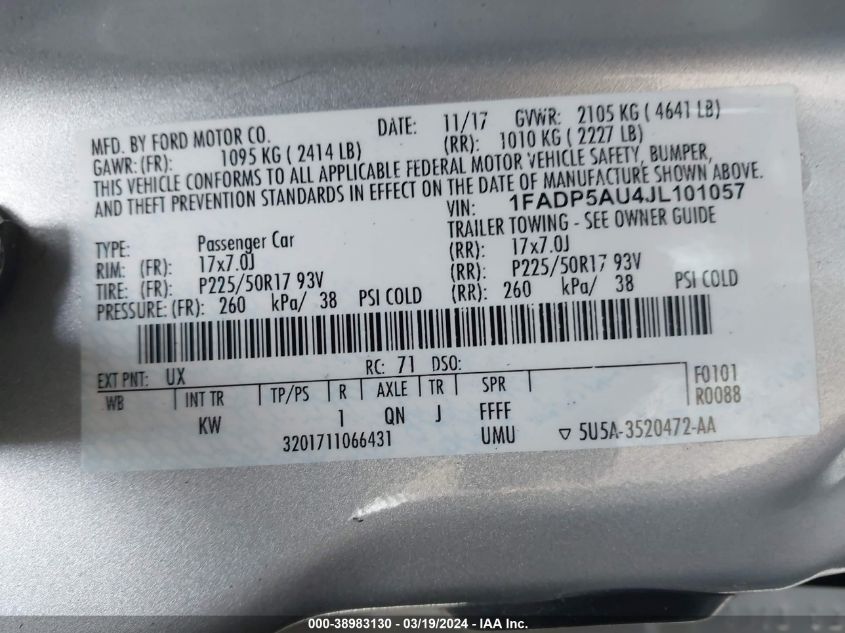 MFD. BY FORD MOTOR CO. DATE: 11/17 GVWR: 2105 KG ( 4641 LB)
GAWR: (FR): 1095 KG ( 2414 LB) (RR): 1010 KG ( 2227 LB)
THIS VEHICLE CONFORMS TO ALL APPLICABLE FEDERAL MOTOR VEHICLE SAFETY, BUMPER,
AND THEFT PREVENTION STANDARDS IN EFFECT ON THE DATE OF MANUFACTURE SHOWN ABOVE.
VIN: 1FADP5AU4JL101057
TRAILER TOWING - SEE OWNER GUIDE
TYPE: Passenger Car
RIM: (FR): 17x7.0J (RR): 17x7.0J
TIRE: (FR): P225/50R17 93V (RR): P225/50R17 93V
PRESSURE: (FR): 260 kPa/ 38 PSI COLD (RR): 260 kPa/ 38 PSI COLD
EXT PNT: UX RC: 71 DSO:
WB INT TR TP/PS R AXLE TR SPR F0101
KW 1 QN J FFFF R0088
3201711066431 UMU ▽ 5U5A-3520472-AA
000-38983130 - 03/19/2024 - IAA Inc.